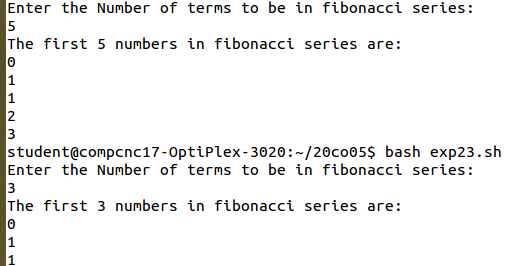 Enter the Number of terms to be in fibonacci series:
5
The first 5 numbers in fibonacci series are:
0
1
1
2
3
student@compcnc17-OptiPlex-3020:~/20co05$ bash exp23.sh
Enter the Number of terms to be in fibonacci series:
3
The first 3 numbers in fibonacci series are:
0
1
1